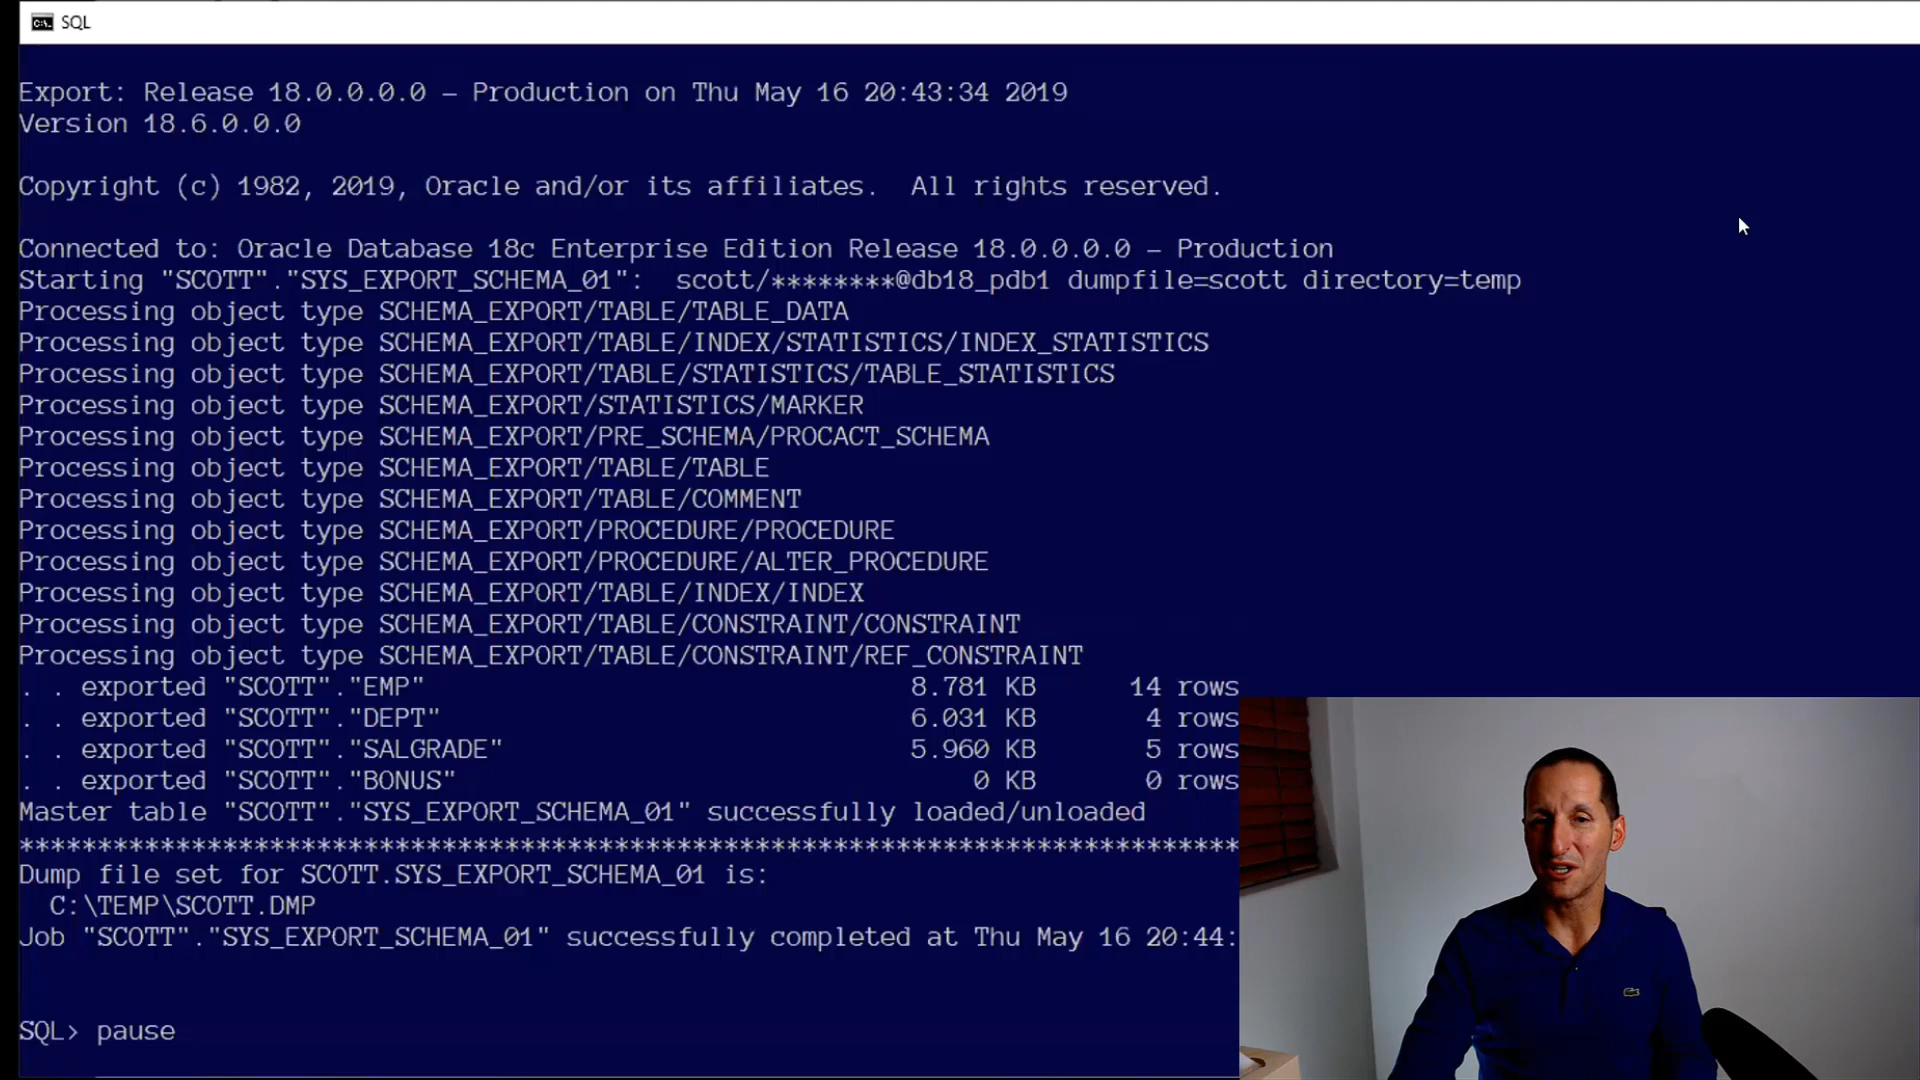 SQL
Export: Release 18.0.0.0.0 - Production on Thu May 16 20:43:34 2019
Version 18.6.0.0.0
Copyright (c) 1982, 2019, Oracle and/or its affiliates.  All rights reserved.
Connected to: Oracle Database 18c Enterprise Edition Release 18.0.0.0.0 - Production
Starting "SCOTT"."SYS_EXPORT_SCHEMA_01":  scott/********@db18_pdb1 dumpfile=scott directory=temp
Processing object type SCHEMA_EXPORT/TABLE/TABLE_DATA
Processing object type SCHEMA_EXPORT/TABLE/INDEX/STATISTICS/INDEX_STATISTICS
Processing object type SCHEMA_EXPORT/TABLE/STATISTICS/TABLE_STATISTICS
Processing object type SCHEMA_EXPORT/STATISTICS/MARKER
Processing object type SCHEMA_EXPORT/PRE_SCHEMA/PROCACT_SCHEMA
Processing object type SCHEMA_EXPORT/TABLE/TABLE
Processing object type SCHEMA_EXPORT/TABLE/COMMENT
Processing object type SCHEMA_EXPORT/PROCEDURE/PROCEDURE
Processing object type SCHEMA_EXPORT/PROCEDURE/ALTER_PROCEDURE
Processing object type SCHEMA_EXPORT/TABLE/INDEX/INDEX
Processing object type SCHEMA_EXPORT/TABLE/CONSTRAINT/CONSTRAINT
Processing object type SCHEMA_EXPORT/TABLE/CONSTRAINT/REF_CONSTRAINT
. . exported "SCOTT"."EMP"                               8.781 KB      14 rows
. . exported "SCOTT"."DEPT"                              6.031 KB       4 rows
. . exported "SCOTT"."SALGRADE"                          5.960 KB       5 rows
. . exported "SCOTT"."BONUS"                                 0 KB       0 rows
Master table "SCOTT"."SYS_EXPORT_SCHEMA_01" successfully loaded/unloaded
******************************************************************************
Dump file set for SCOTT.SYS_EXPORT_SCHEMA_01 is:
  C:\TEMP\SCOTT.DMP
Job "SCOTT"."SYS_EXPORT_SCHEMA_01" successfully completed at Thu May 16 20:44:
SQL> pause